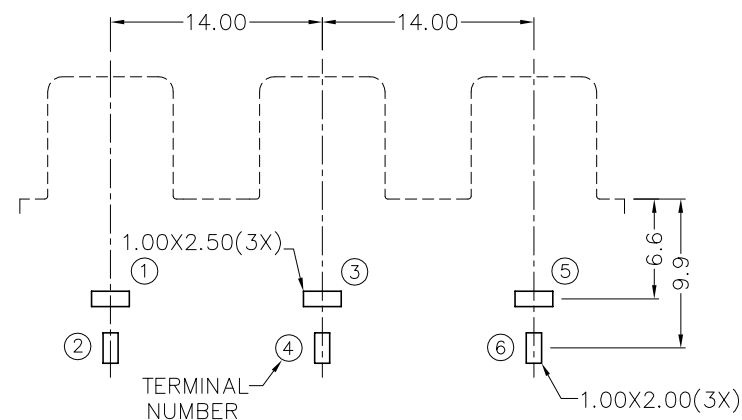 14.00
14.00
1.00X2.50(3X)
1
3
5
6.6
9.9
2
4
6
TERMINAL
NUMBER
1.00X2.00(3X)